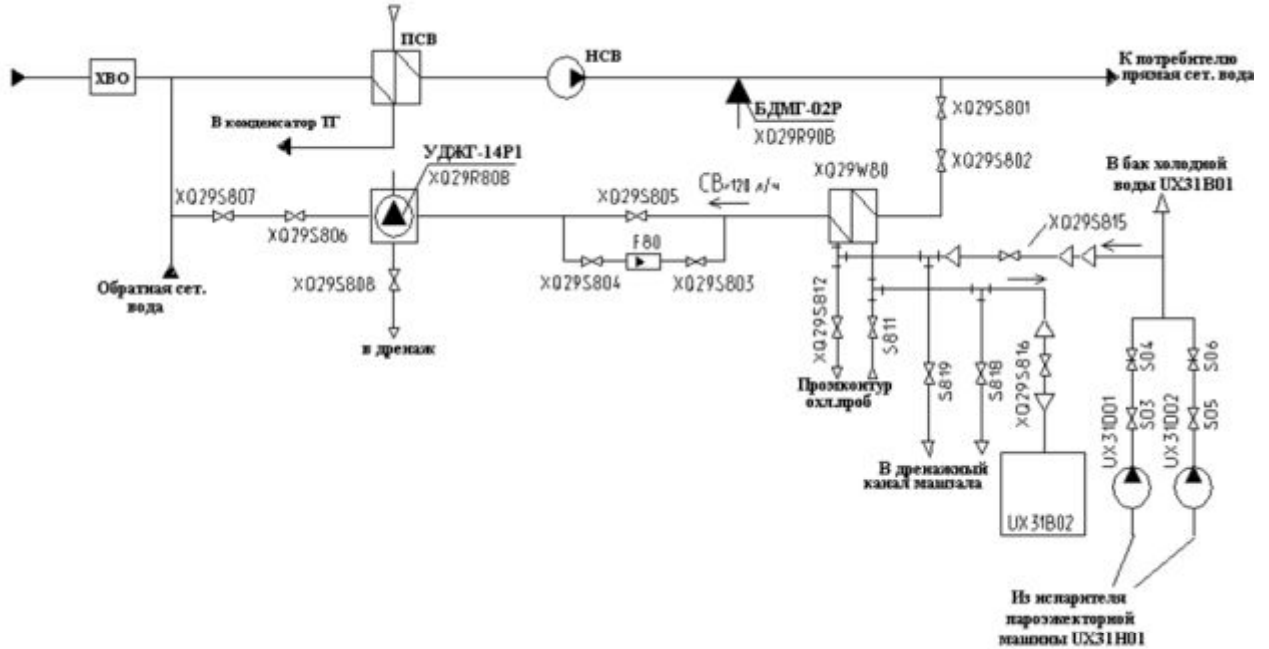 ПСВ
НСВ
ХВО
К потребителю
прямая сет. вода
В конденсатор ТГ
БДМГ-02Р
XQ29R90B
XQ29S801
УДЖГ-14Р1
XQ29R80B
XQ29S802
XQ29W80
СВ
120 л/ч
В бак холодной
воды UX31B01
XQ29S807
XQ29S806
XQ29S805
XQ29S815
F80
XQ29S808
XQ29S804
XQ29S803
Обратная сет.
вода
в дренаж
XQ29S812
S811
S819
S818
XQ29S816
S04
S06
UX31D01
S03
UX31D02
S05
Промконтур
охл.проб
В дренажный
канал машзала
UX31B02
Из испарителя
пароэжекторной
машины UX31H01